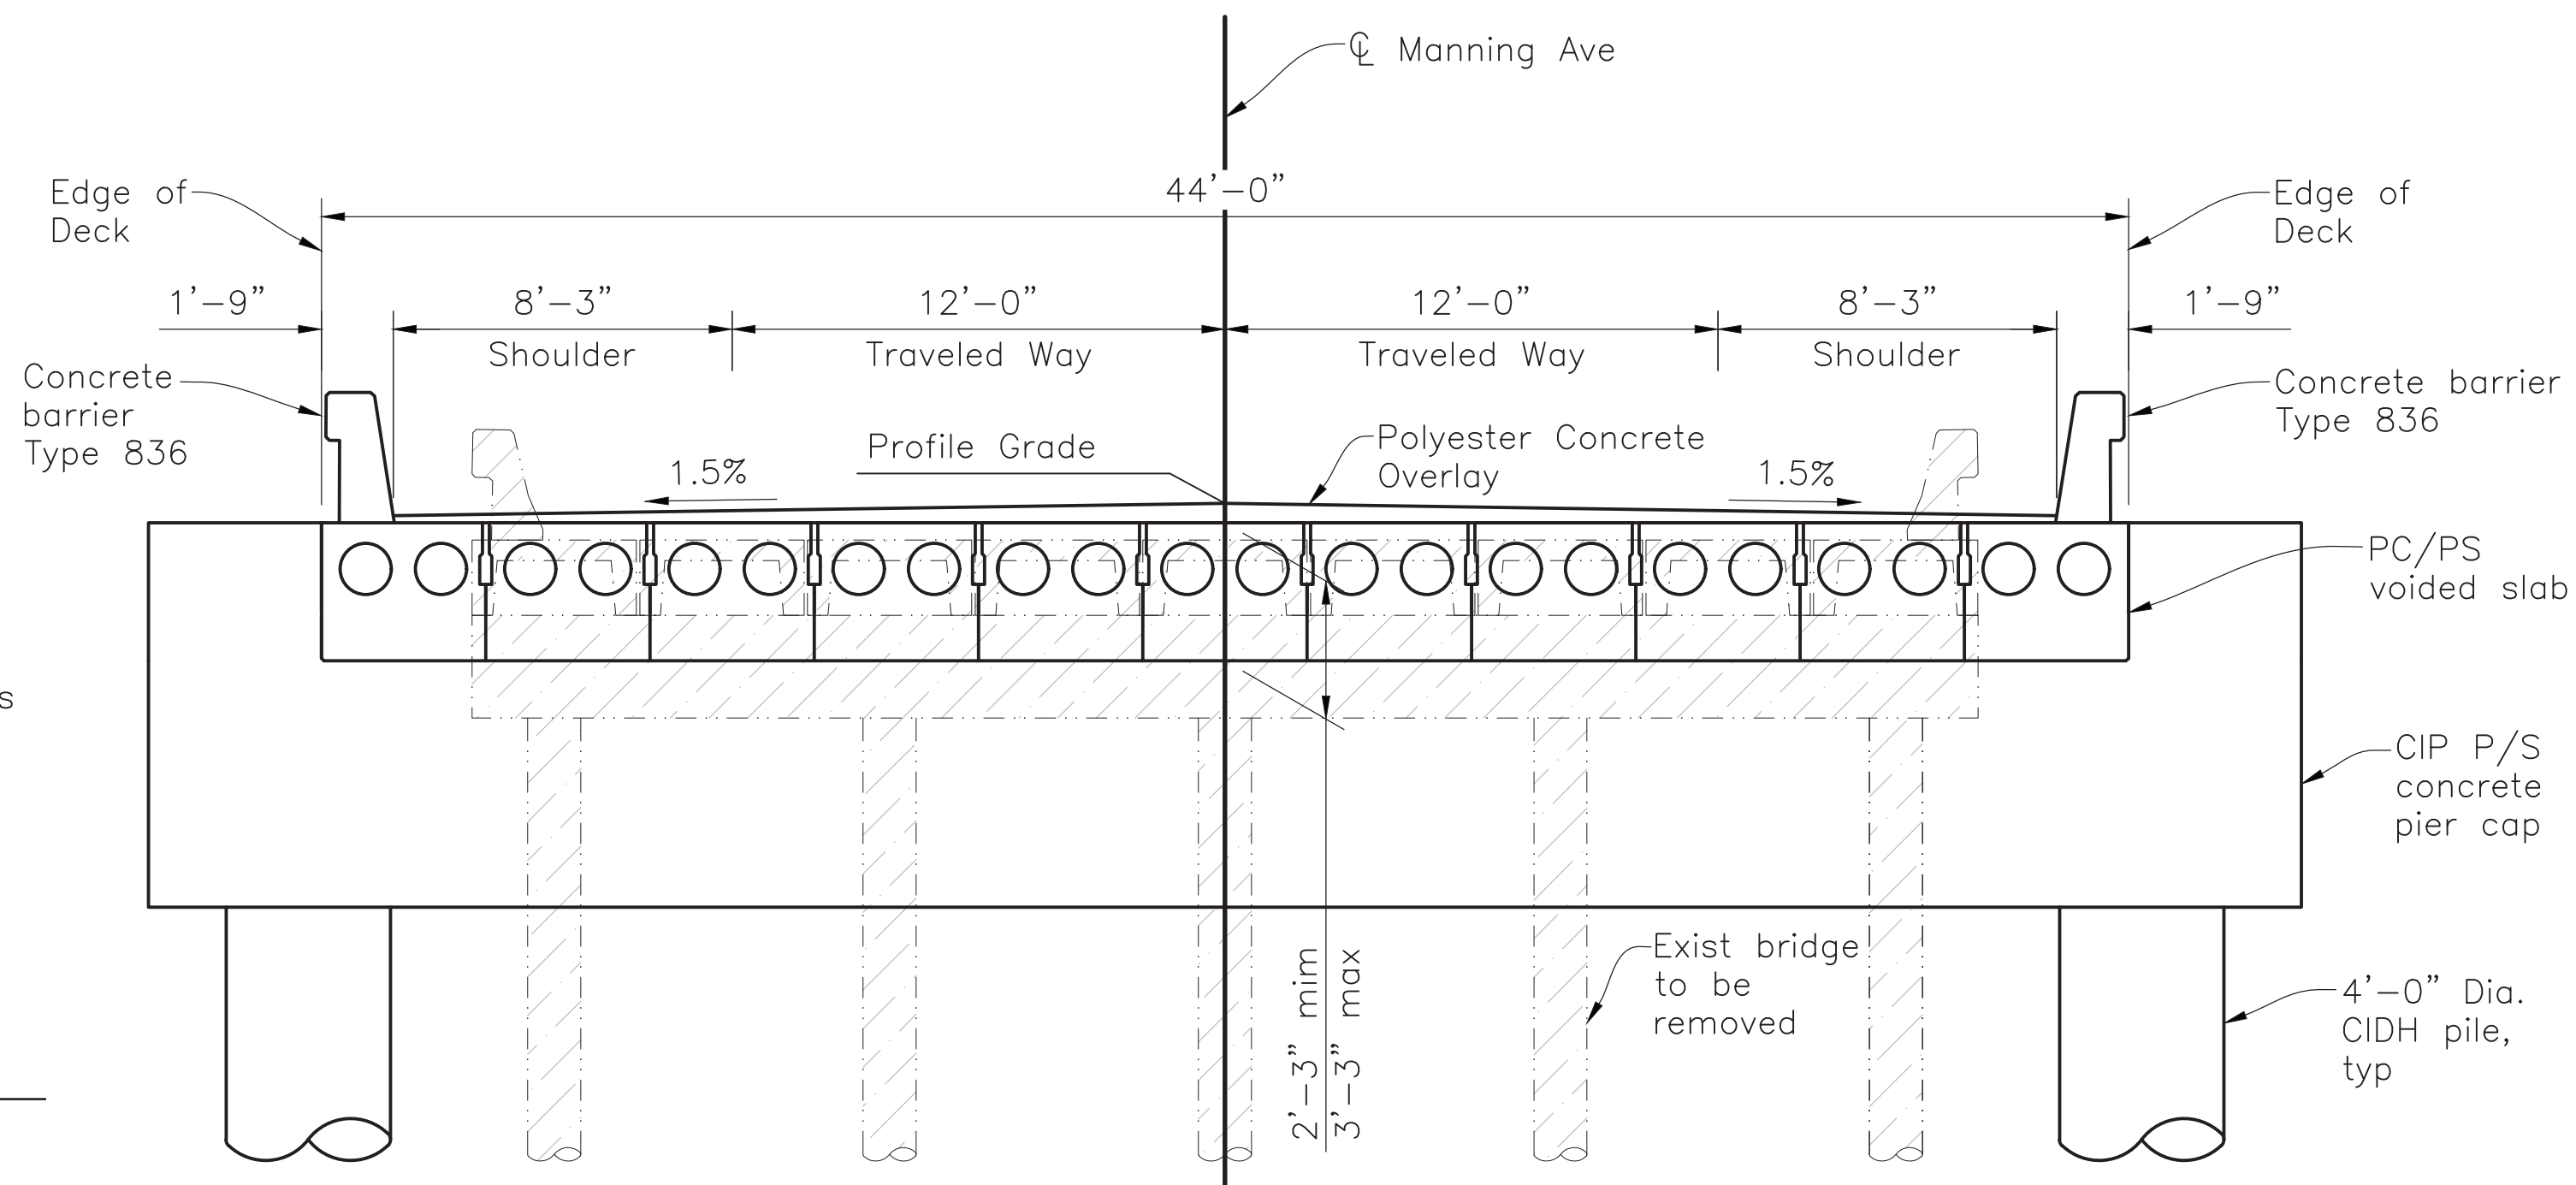 ℄ Manning Ave
44'-0"
Edge of
Deck
Edge of
Deck
1'-9"
8'-3"
12'-0"
12'-0"
8'-3"
1'-9"
Shoulder
Traveled Way
Traveled Way
Shoulder
Concrete
barrier
Type 836
Concrete barrier
Type 836
Profile Grade
Polyester Concrete
Overlay
1.5%
1.5%
PC/PS
voided slab
s
CIP P/S
concrete
pier cap
Exist bridge
to be
removed
2'-3" min
3'-3" max
4'-0" Dia.
CIDH pile,
typ